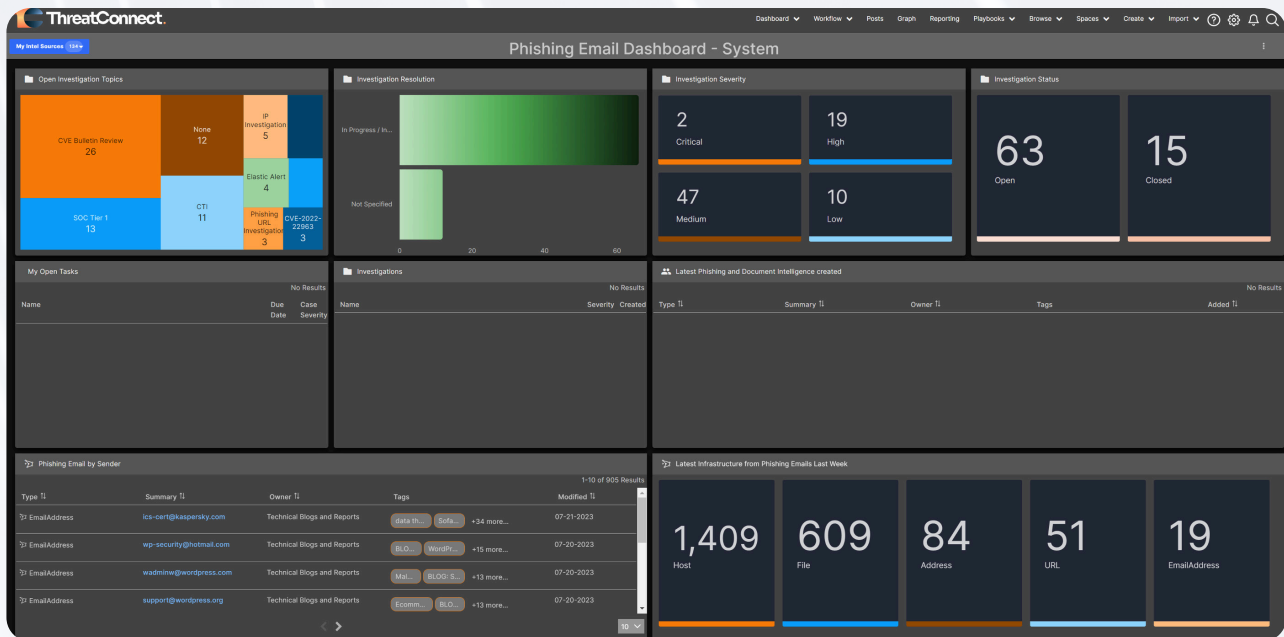 ThreatConnect.
Dashboard Workflow Posts Graph Reporting Playbooks Browse Spaces Create Import
My Intel Sources 134
Phishing Email Dashboard - System
Open Investigation Topics
CVE Bulletin Review
26
SOC Tier 1
13
None
12
CTI
11
IP
Investigation
5
Elastic Alert
4
Phishing
URL
Investigation
3
CVE-2022-
22963
3
Investigation Resolution
In Progress / In...
Not Specified
0 20 40 60
Investigation Severity
2
Critical
19
High
47
Medium
10
Low
Investigation Status
63
Open
15
Closed
My Open Tasks
No Results
Name Due Date Case Severity
Investigations
No Results
Name Severity Created
Latest Phishing and Document Intelligence created
No Results
Type Summary Owner Tags Added
Phishing Email by Sender
1-10 of 905 Results
Type Summary Owner Tags Modified
EmailAddress ics-cert@kaspersky.com Technical Blogs and Reports data th... Sofa... +34 more... 07-21-2023
EmailAddress wp-security@hotmail.com Technical Blogs and Reports BLO... WordPr... +15 more... 07-20-2023
EmailAddress wadminw@wordpress.com Technical Blogs and Reports Mal... BLOG: S... +13 more... 07-20-2023
EmailAddress support@wordpress.org Technical Blogs and Reports Ecomm... BLO... +13 more... 07-20-2023
10
Latest Infrastructure from Phishing Emails Last Week
1,409
Host
609
File
84
Address
51
URL
19
EmailAddress